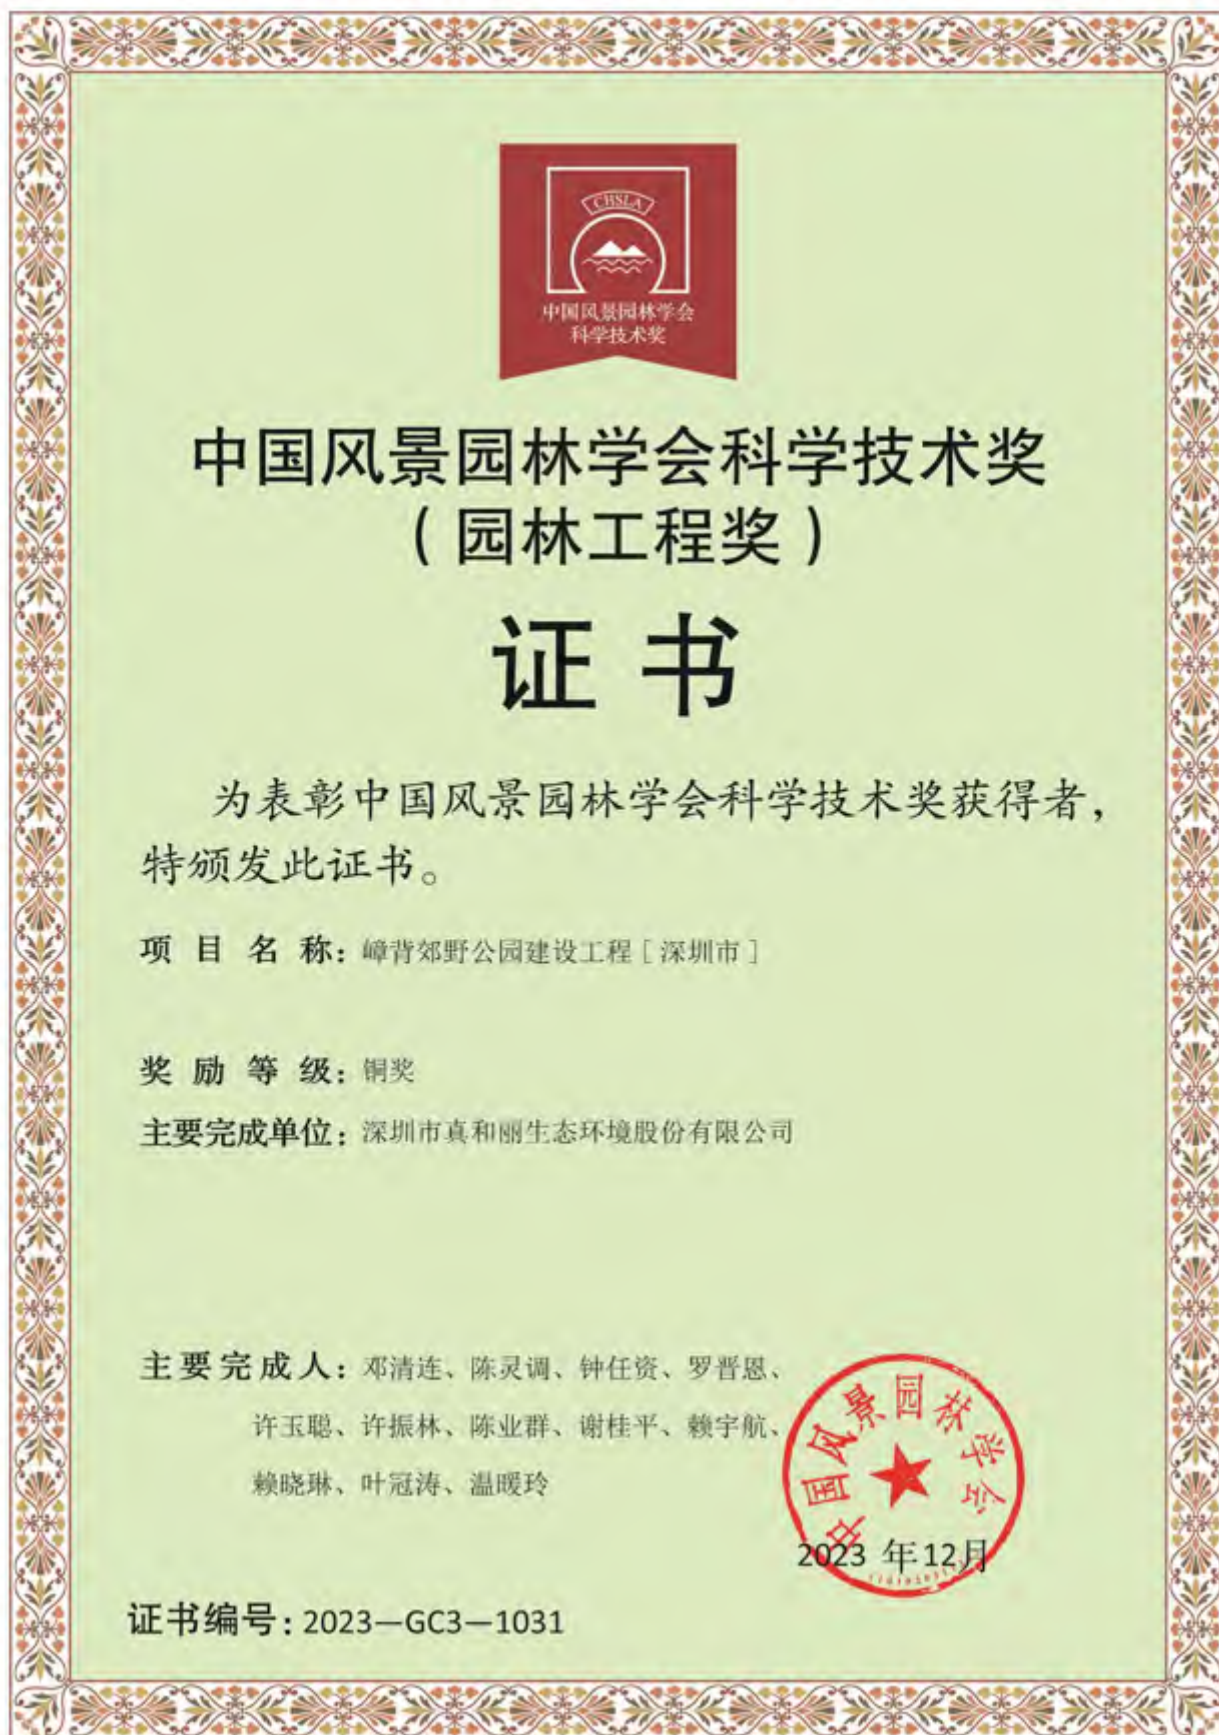 CHSLA
中国风景园林学会
科学技术奖
中国风景园林学会科学技术奖
（园林工程奖）
证书
为表彰中国风景园林学会科学技术奖获得者，
特颁发此证书。
项目名称：嶂背郊野公园建设工程［深圳市］
奖励等级：铜奖
主要完成单位：深圳市真和丽生态环境股份有限公司
主要完成人：邓清连、陈灵调、钟任资、罗晋恩、
许玉聪、许振林、陈业群、谢桂平、赖宇航、
赖晓琳、叶冠涛、温暖玲
中国风景园林学会
2023 年12月
证书编号：2023—GC3—1031